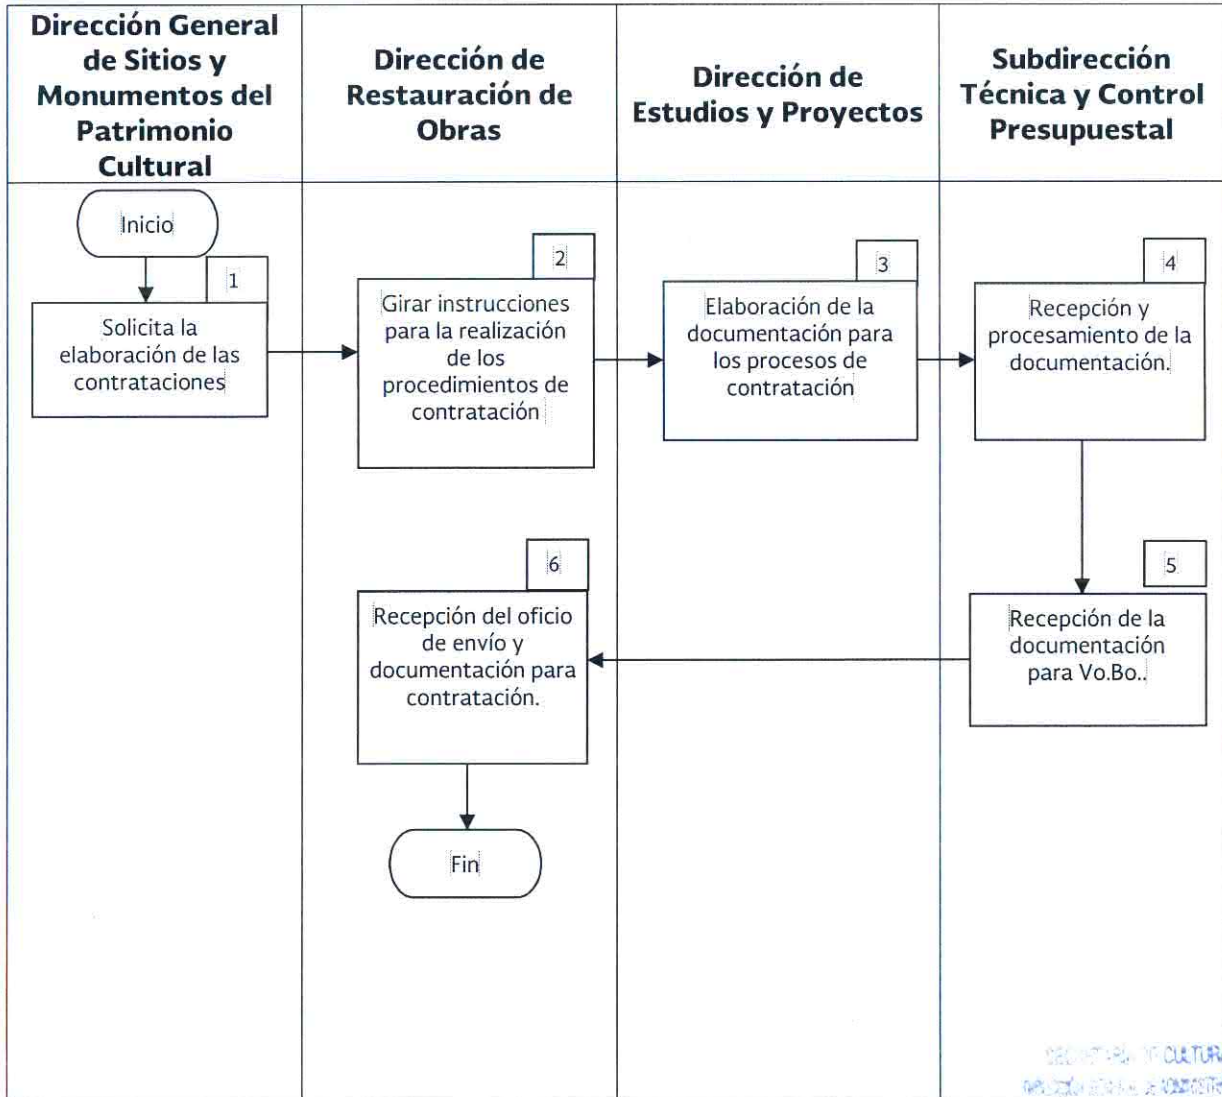 Dirección General
de Sitios y
Monumentos del
Patrimonio
Cultural
Dirección de
Restauración de
Obras
Dirección de
Estudios y Proyectos
Subdirección
Técnica y Control
Presupuestal
Inicio
1
Solicita la
elaboración de las
contrataciones
2
Girar instrucciones
para la realización
de los
procedimientos de
contratación
3
Elaboración de la
documentación para
los procesos de
contratación
4
Recepción y
procesamiento de la
documentación.
5
Recepción de la
documentación
para Vo.Bo..
6
Recepción del oficio
de envío y
documentación para
contratación.
Fin
CULTURA